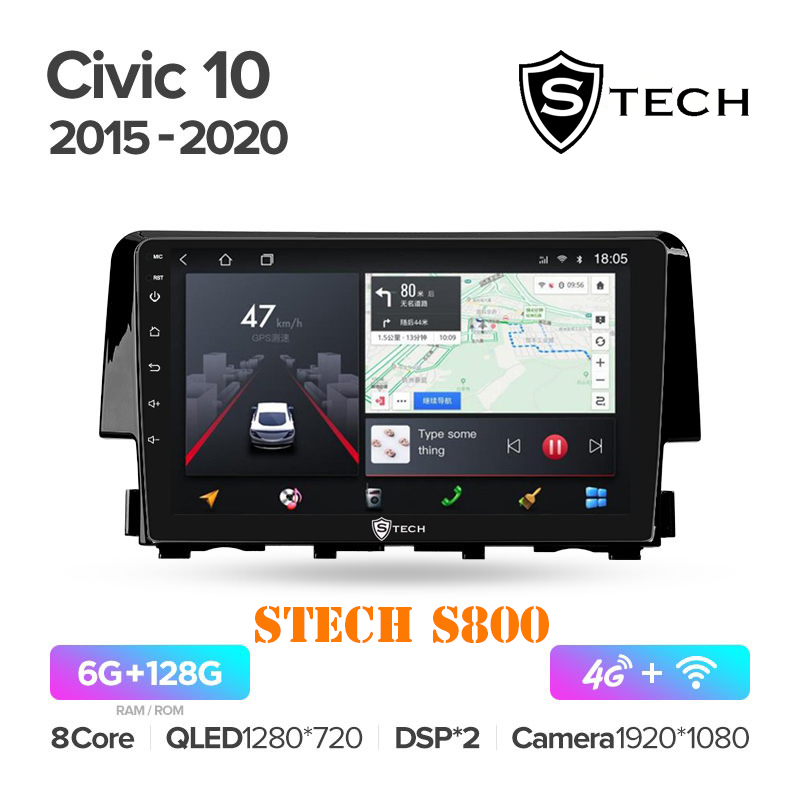 Civic 10
2015 - 2020
S TECH
MIC
RST
18:05
47 km/h
GPS测速
80米 后
无名道路
随后44米
1.5公里 · 13分钟 10:09
09:56
继续导航
Type some
thing
S TECH
STECH S800
6G+128G
RAM / ROM
4G +
8Core
QLED1280*720
DSP*2
Camera1920*1080